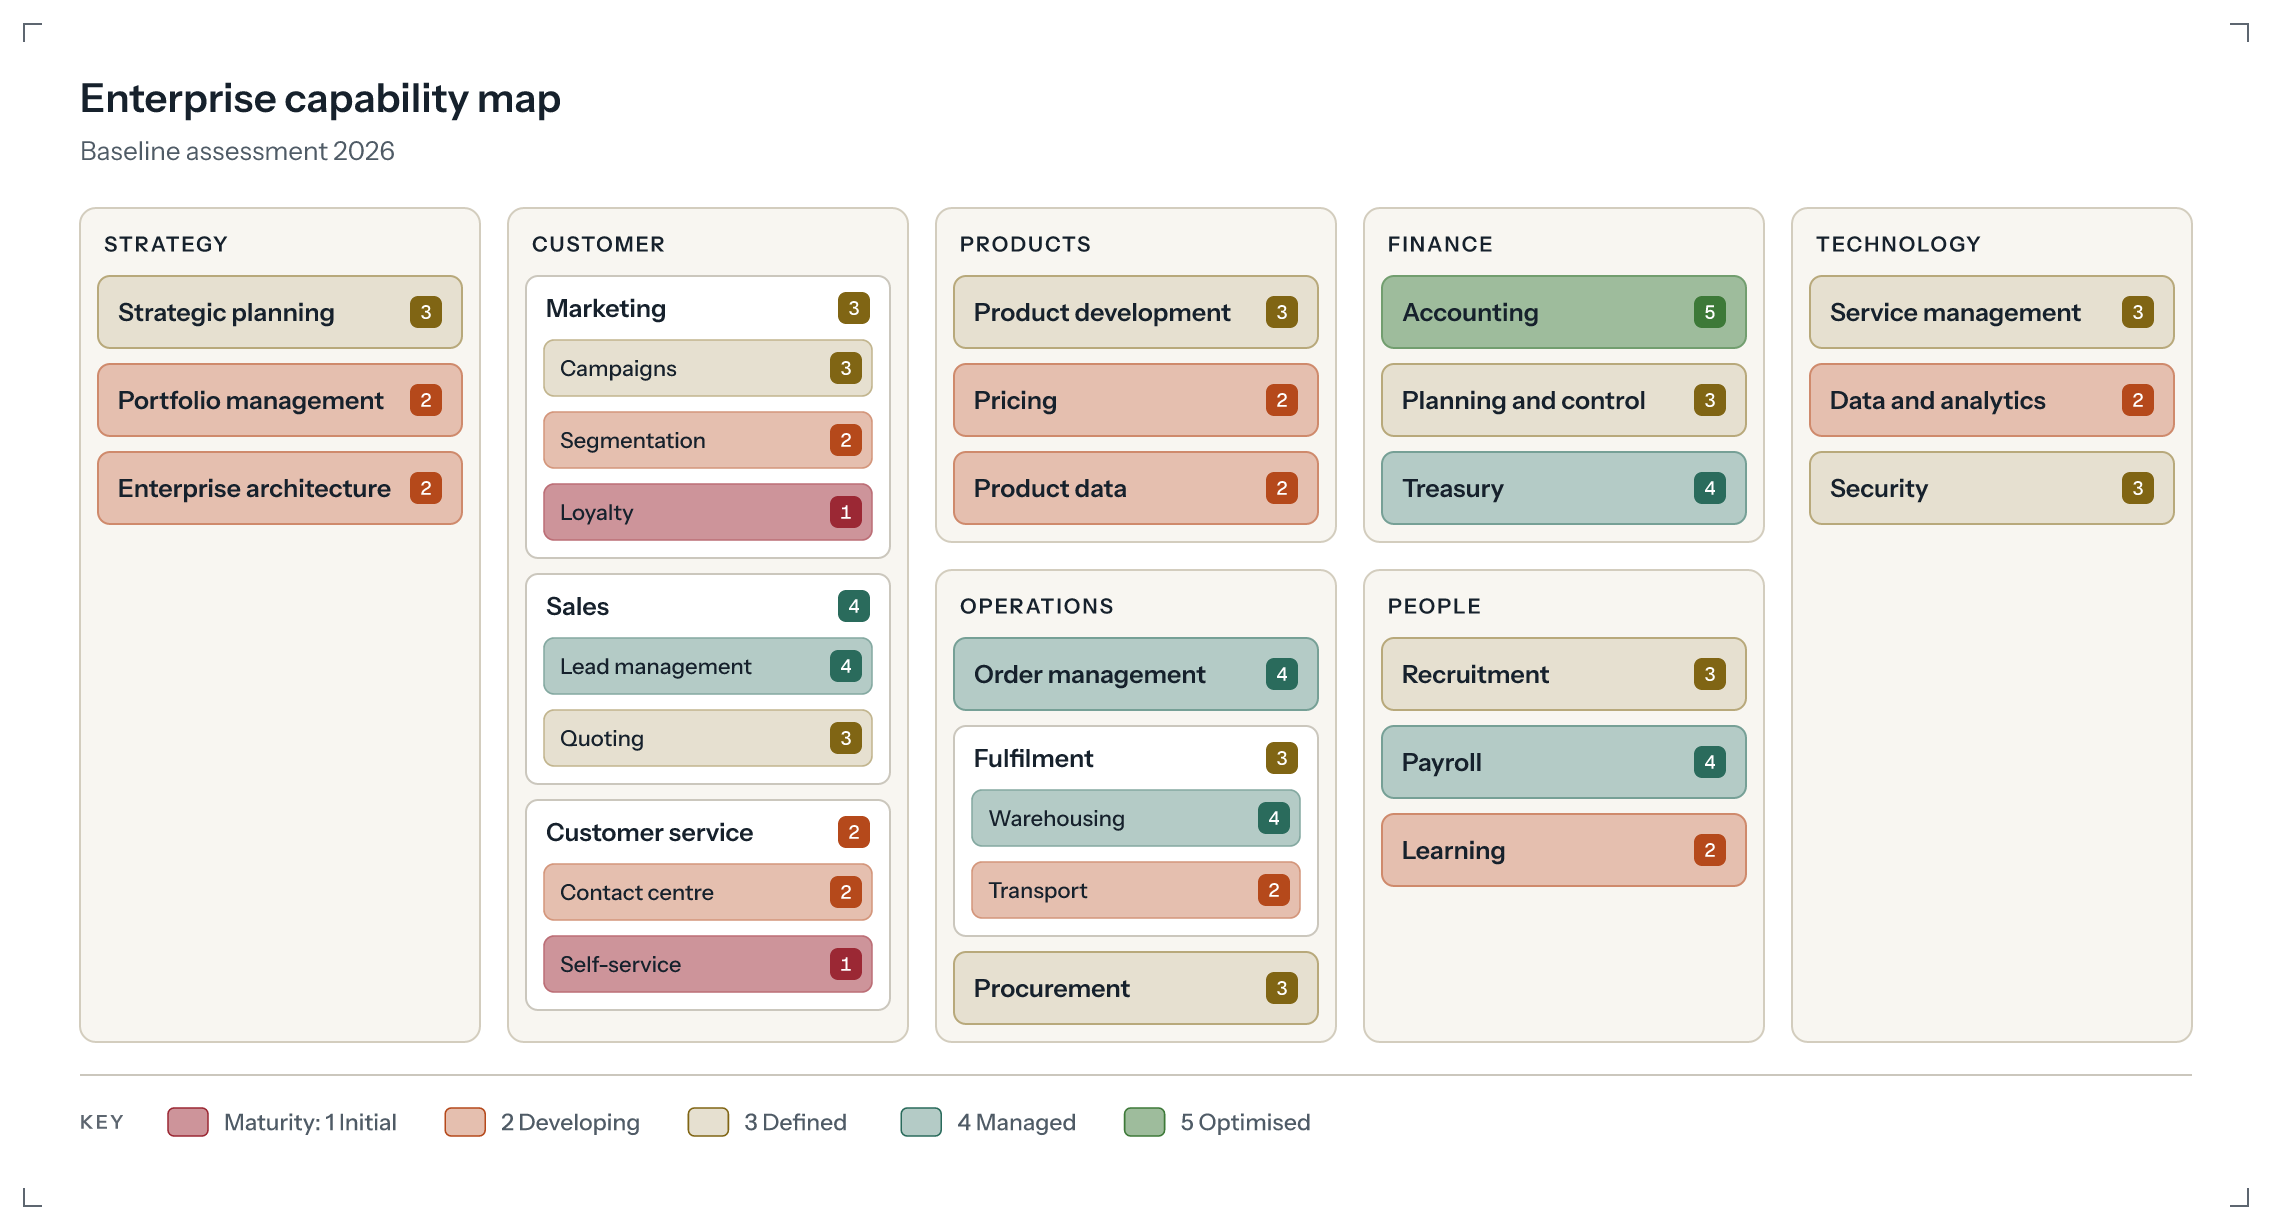 Enterprise capability map
Baseline assessment 2026
STRATEGY
Strategic planning 3
Portfolio management 2
Enterprise architecture 2
CUSTOMER
Marketing 3
Campaigns 3
Segmentation 2
Loyalty 1
Sales 4
Lead management 4
Quoting 3
Customer service 2
Contact centre 2
Self-service 1
PRODUCTS
Product development 3
Pricing 2
Product data 2
OPERATIONS
Order management 4
Fulfilment 3
Warehousing 4
Transport 2
Procurement 3
FINANCE
Accounting 5
Planning and control 3
Treasury 4
PEOPLE
Recruitment 3
Payroll 4
Learning 2
TECHNOLOGY
Service management 3
Data and analytics 2
Security 3
KEY Maturity: 1 Initial 2 Developing 3 Defined 4 Managed 5 Optimised